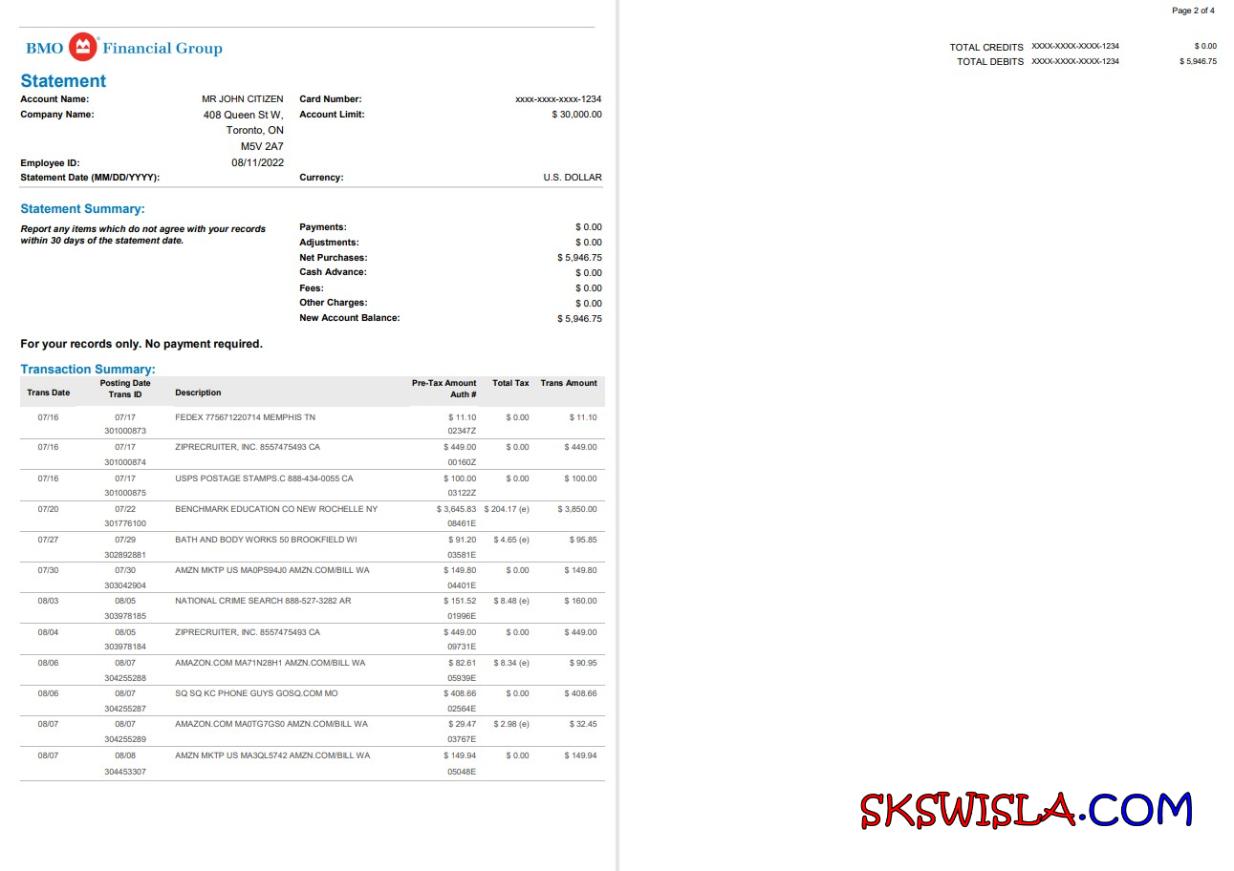 BMO Financial Group
Statement
Account Name: MR JOHN CITIZEN Card Number: xxxx-xxxx-xxxx-1234
Company Name: 408 Queen St W, Account Limit: $ 30,000.00
Toronto, ON
M5V 2A7
Employee ID: 08/11/2022
Statement Date (MM/DD/YYYY): Currency: U.S. DOLLAR
Statement Summary:
Report any items which do not agree with your records
within 30 days of the statement date.
Payments: $ 0.00
Adjustments: $ 0.00
Net Purchases: $ 5,946.75
Cash Advance: $ 0.00
Fees: $ 0.00
Other Charges: $ 0.00
New Account Balance: $ 5,946.75
For your records only. No payment required.
Transaction Summary:
Trans Date Posting Date Description Pre-Tax Amount Total Tax Trans Amount
Trans ID Auth #
07/16 07/17 FEDEX 775671220714 MEMPHIS TN $ 11.10 $ 0.00 $ 11.10
301000873 02347Z
07/16 07/17 ZIPRECRUITER, INC. 8557475493 CA $ 449.00 $ 0.00 $ 449.00
301000874 00160Z
07/16 07/17 USPS POSTAGE STAMPS.C 888-434-0055 CA $ 100.00 $ 0.00 $ 100.00
301000875 03122Z
07/20 07/22 BENCHMARK EDUCATION CO NEW ROCHELLE NY $ 3,645.83 $ 204.17 (e) $ 3,850.00
301776100 08461E
07/27 07/29 BATH AND BODY WORKS 50 BROOKFIELD WI $ 91.20 $ 4.65 (e) $ 95.85
302892881 03581E
07/30 07/30 AMZN MKTP US MA0PS94J0 AMZN.COM/BILL WA $ 149.80 $ 0.00 $ 149.80
303042904 04401E
08/03 08/05 NATIONAL CRIME SEARCH 888-527-3282 AR $ 151.52 $ 8.48 (e) $ 160.00
303978185 01996E
08/04 08/05 ZIPRECRUITER, INC. 8557475493 CA $ 449.00 $ 0.00 $ 449.00
303978184 09731E
08/06 08/07 AMAZON.COM MA71N28H1 AMZN.COM/BILL WA $ 82.61 $ 8.34 (e) $ 90.95
304255288 05939E
08/06 08/07 SQ SQ KC PHONE GUYS GOSQ.COM MO $ 408.66 $ 0.00 $ 408.66
304255287 02564E
08/07 08/07 AMAZON.COM MA0TG7GS0 AMZN.COM/BILL WA $ 29.47 $ 2.98 (e) $ 32.45
304255289 03767E
08/07 08/08 AMZN MKTP US MA3QL5742 AMZN.COM/BILL WA $ 149.94 $ 0.00 $ 149.94
304453307 05048E
Page 2 of 4
TOTAL CREDITS XXXX-XXXX-XXXX-1234 $ 0.00
TOTAL DEBITS XXXX-XXXX-XXXX-1234 $ 5,946.75
SKSWISLA.COM